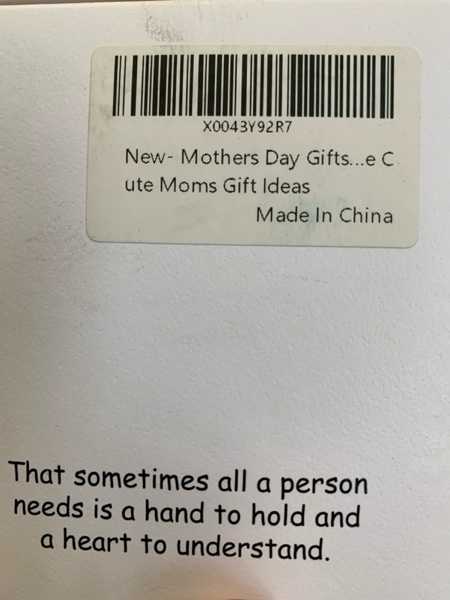 X0043Y92R7
New- Mothers Day Gifts...e C
ute Moms Gift Ideas
Made In China
That sometimes all a person
needs is a hand to hold and
a heart to understand.